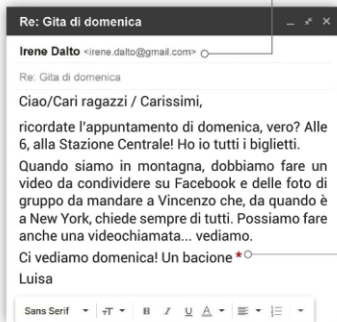 Re: Gita di domenica
Irene Dalto <irene.dalto@gmail.com>
Re: Gita di domenica
Ciao/Cari ragazzi / Carissimi,
ricordate l'appuntamento di domenica, vero? Alle
6, alla Stazione Centrale! Ho io tutti i biglietti.
Quando siamo in montagna, dobbiamo fare un
video da condividere su Facebook e delle foto di
gruppo da mandare a Vincenzo che, da quando è
a New York, chiede sempre di tutti. Possiamo fare
anche una videochiamata... vediamo.
Ci vediamo domenica! Un bacione *
Luisa
Sans Serif T B I U A